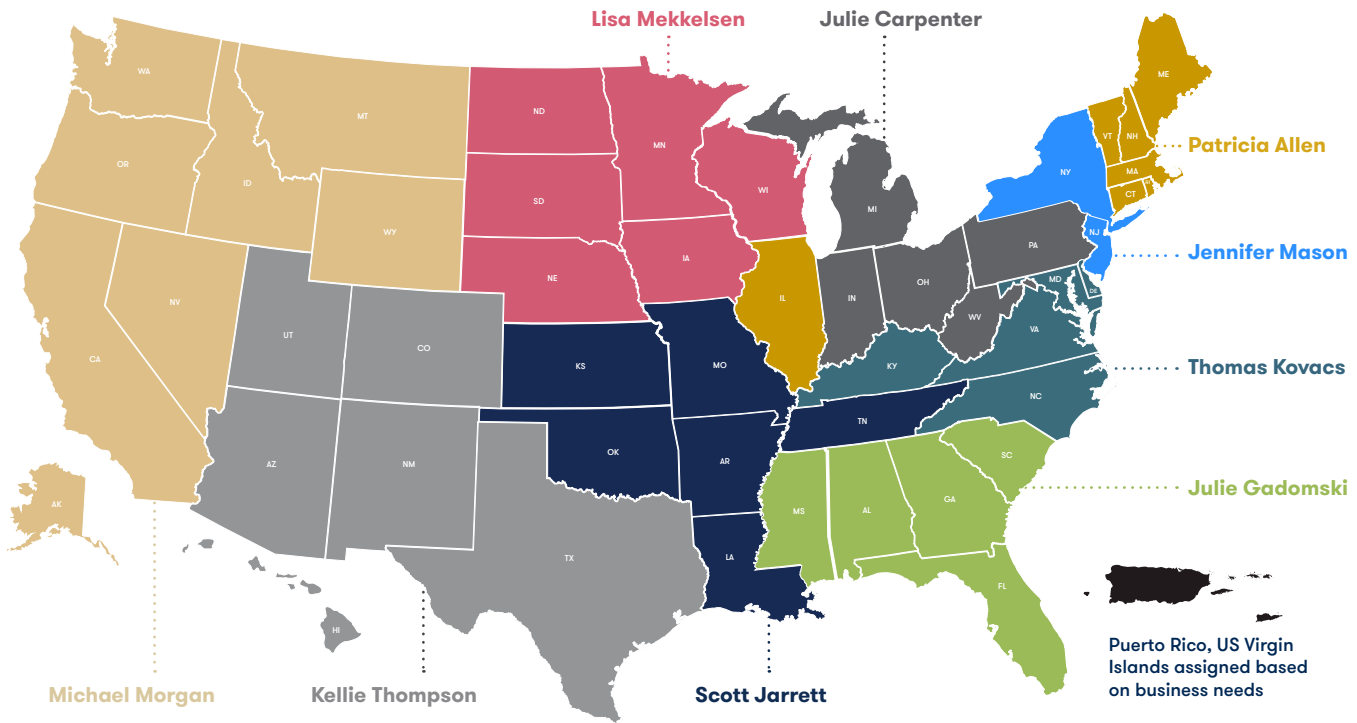 Lisa Mekkelsen
Julie Carpenter
WA
MT
ND
MN
ME
OR
ID
SD
WI
VT
NH
Patricia Allen
MA
NY
CT
WY
MI
NE
IA
NJ
PA
Jennifer Mason
NV
IL
IN
OH
MD
DE
WV
VA
UT
CO
CA
KS
MO
KY
Thomas Kovacs
NC
TN
AZ
NM
OK
AR
SC
Julie Gadomski
AK
MS
AL
GA
TX
LA
FL
HI
Puerto Rico, US Virgin
Islands assigned based
on business needs
Michael Morgan
Kellie Thompson
Scott Jarrett